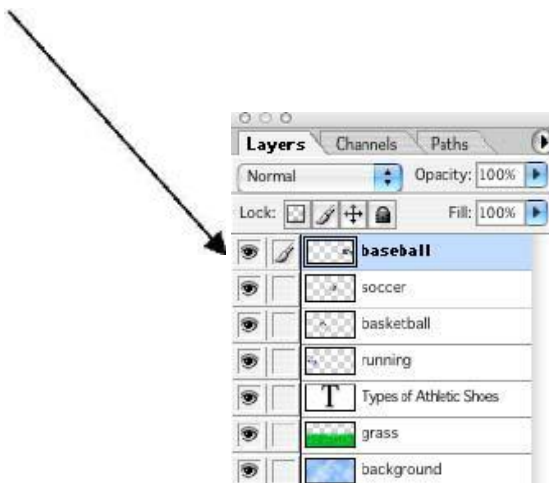 Layers Channels Paths
Normal Opacity: 100%
Lock: Fill: 100%
baseball
soccer
basketball
running
T Types of Athletic Shoes
grass
background